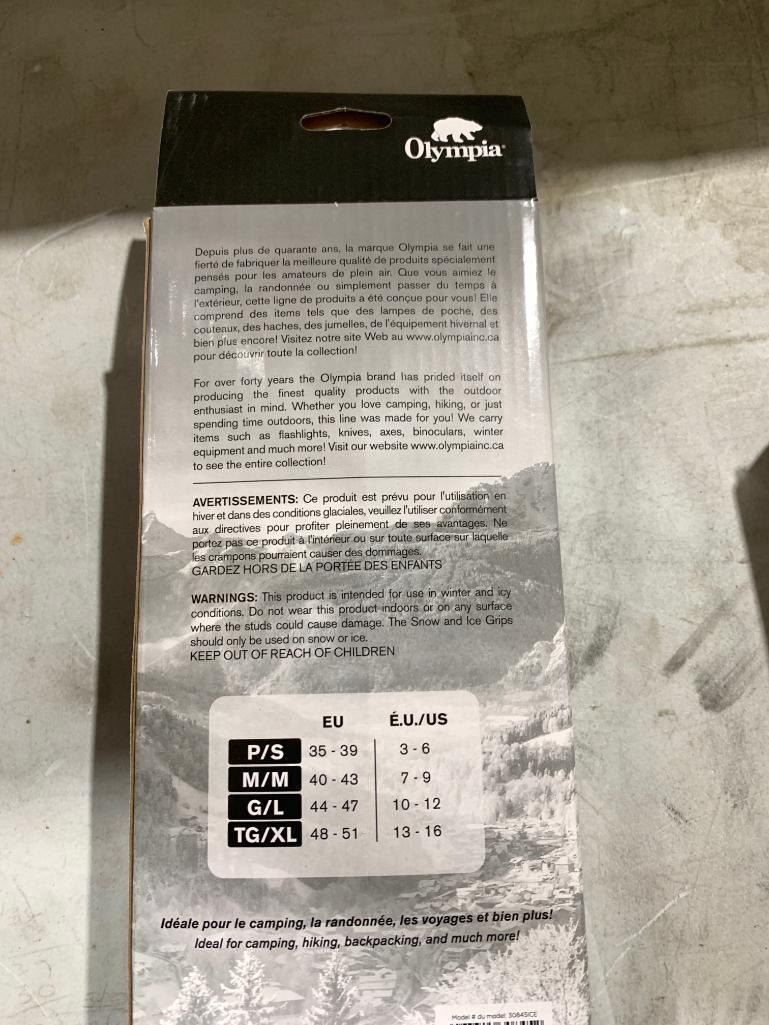 Olympia
Depuis plus de quarante ans, la marque Olympia se fait une
fierté de fabriquer la meilleure qualité de produits spécialement
pensés pour les amateurs de plein air. Que vous aimiez le
camping, la randonnée ou simplement passer du temps à
l'extérieur, cette ligne de produits a été conçue pour vous! Elle
comprend des items tels que des lampes de poche, des
couteaux, des haches, des jumelles, de l'équipement hivernal et
bien plus encore! Visitez notre site Web au www.olympiainc.ca
pour découvrir toute la collection!
For over forty years the Olympia brand has prided itself on
producing the finest quality products with the outdoor
enthusiast in mind. Whether you love camping, hiking, or just
spending time outdoors, this line was made for you! We carry
items such as flashlights, knives, axes, binoculars, winter
equipment and much more! Visit our website www.olympiainc.ca
to see the entire collection!
AVERTISSEMENTS: Ce produit est prévu pour l'utilisation en
hiver et dans des conditions glaciales, veuillez l'utiliser conformément
aux directives pour profiter pleinement de ses avantages. Ne
portez pas ce produit à l'intérieur ou sur toute surface sur laquelle
les crampons pourraient causer des dommages.
GARDEZ HORS DE LA PORTÉE DES ENFANTS
WARNINGS: This product is intended for use in winter and icy
conditions. Do not wear this product indoors or on any surface
where the studs could cause damage. The Snow and Ice Grips
should only be used on snow or ice.
KEEP OUT OF REACH OF CHILDREN
EU É.U./US
P/S 35 - 39 3 - 6
M/M 40 - 43 7 - 9
G/L 44 - 47 10 - 12
TG/XL 48 - 51 13 - 16
Idéale pour le camping, la randonnée, les voyages et bien plus!
Ideal for camping, hiking, backpacking, and much more!
Model # du model: 30845ICE